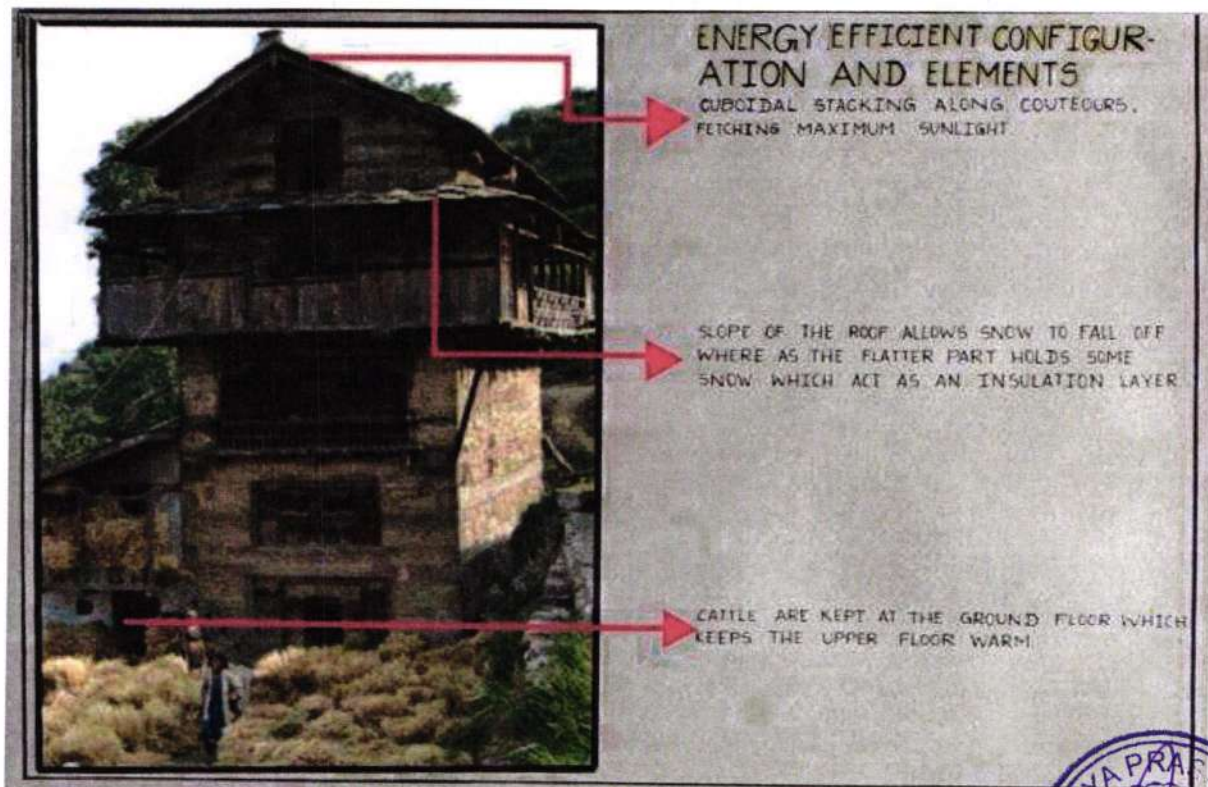 ENERGY EFFICIENT CONFIGUR-
ATION AND ELEMENTS
CUBOIDAL STACKING ALONG COUTEOURS,
FETCHING MAXIMUM SUNLIGHT
SLOPE OF THE ROOF ALLOWS SNOW TO FALL OFF
WHERE AS THE FLATTER PART HOLDS SOME
SNOW WHICH ACT AS AN INSULATION LAYER
CATTLE ARE KEPT AT THE GROUND FLOOR WHICH
KEEPS THE UPPER FLOOR WARM